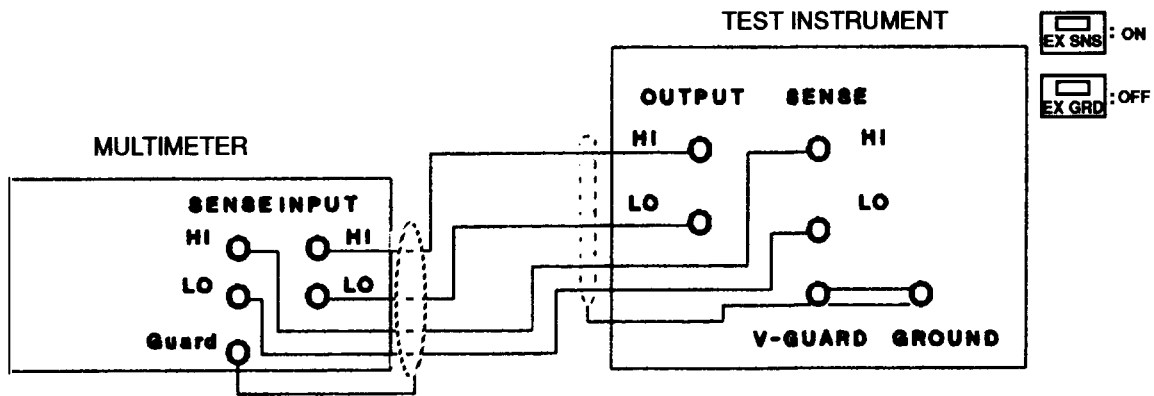 TEST INSTRUMENT
EX SNS : ON
EX GRD : OFF
OUTPUT SENSE
HI HI
LO LO
V-GUARD GROUND
MULTIMETER
SENSE INPUT
HI HI
LO LO
Guard